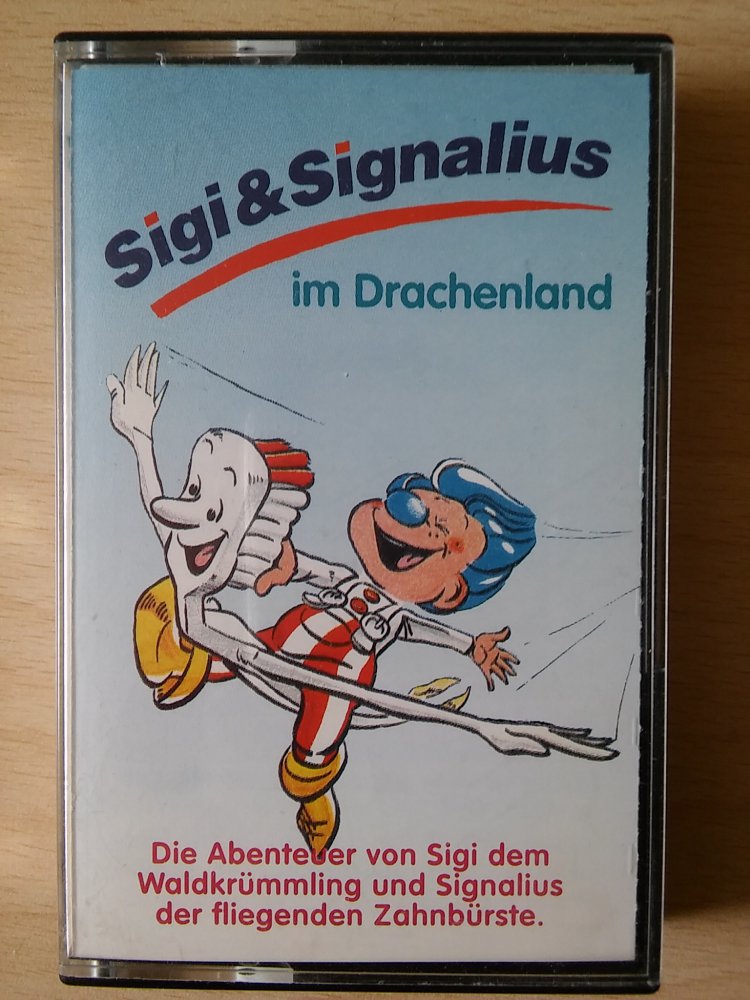 Sigi & Signalius
im Drachenland
Die Abenteuer von Sigi dem
Waldkrümmling und Signalius
der fliegenden Zahnbürste.